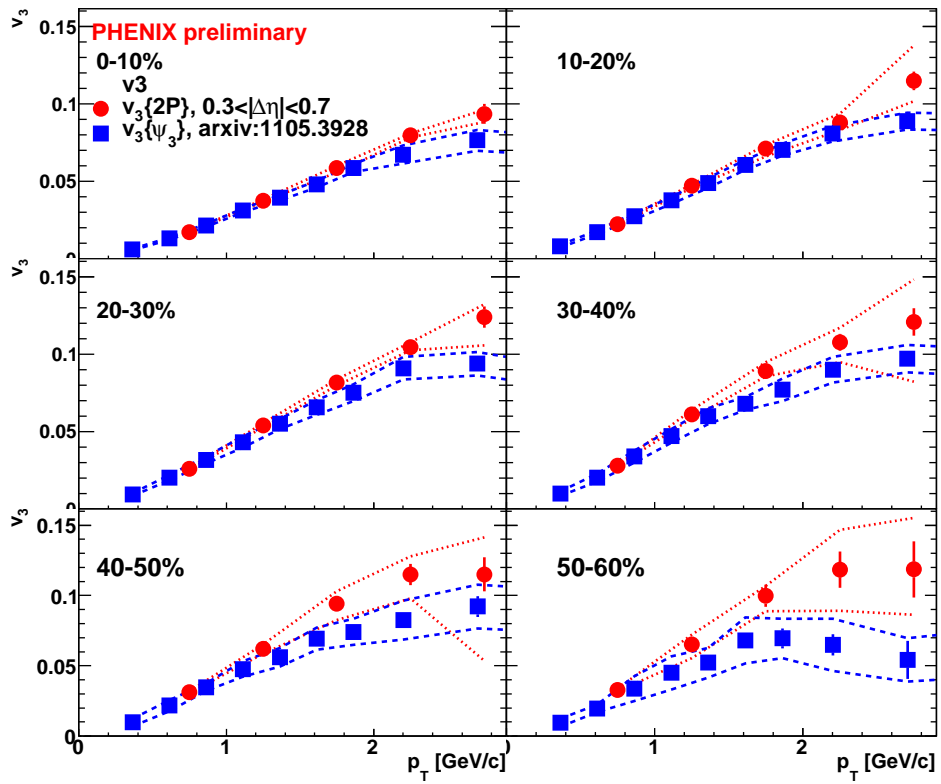 v3
PHENIX preliminary
0-10%
v3
v3{2P}, 0.3<|Δη|<0.7
v3{ψ3}, arxiv:1105.3928
10-20%
0.15
0.1
0.05
0
v3
20-30%
30-40%
0.15
0.1
0.05
0
v3
40-50%
50-60%
0.15
0.1
0.05
0
0 1 2 0 1 2
pT [GeV/c] pT [GeV/c]